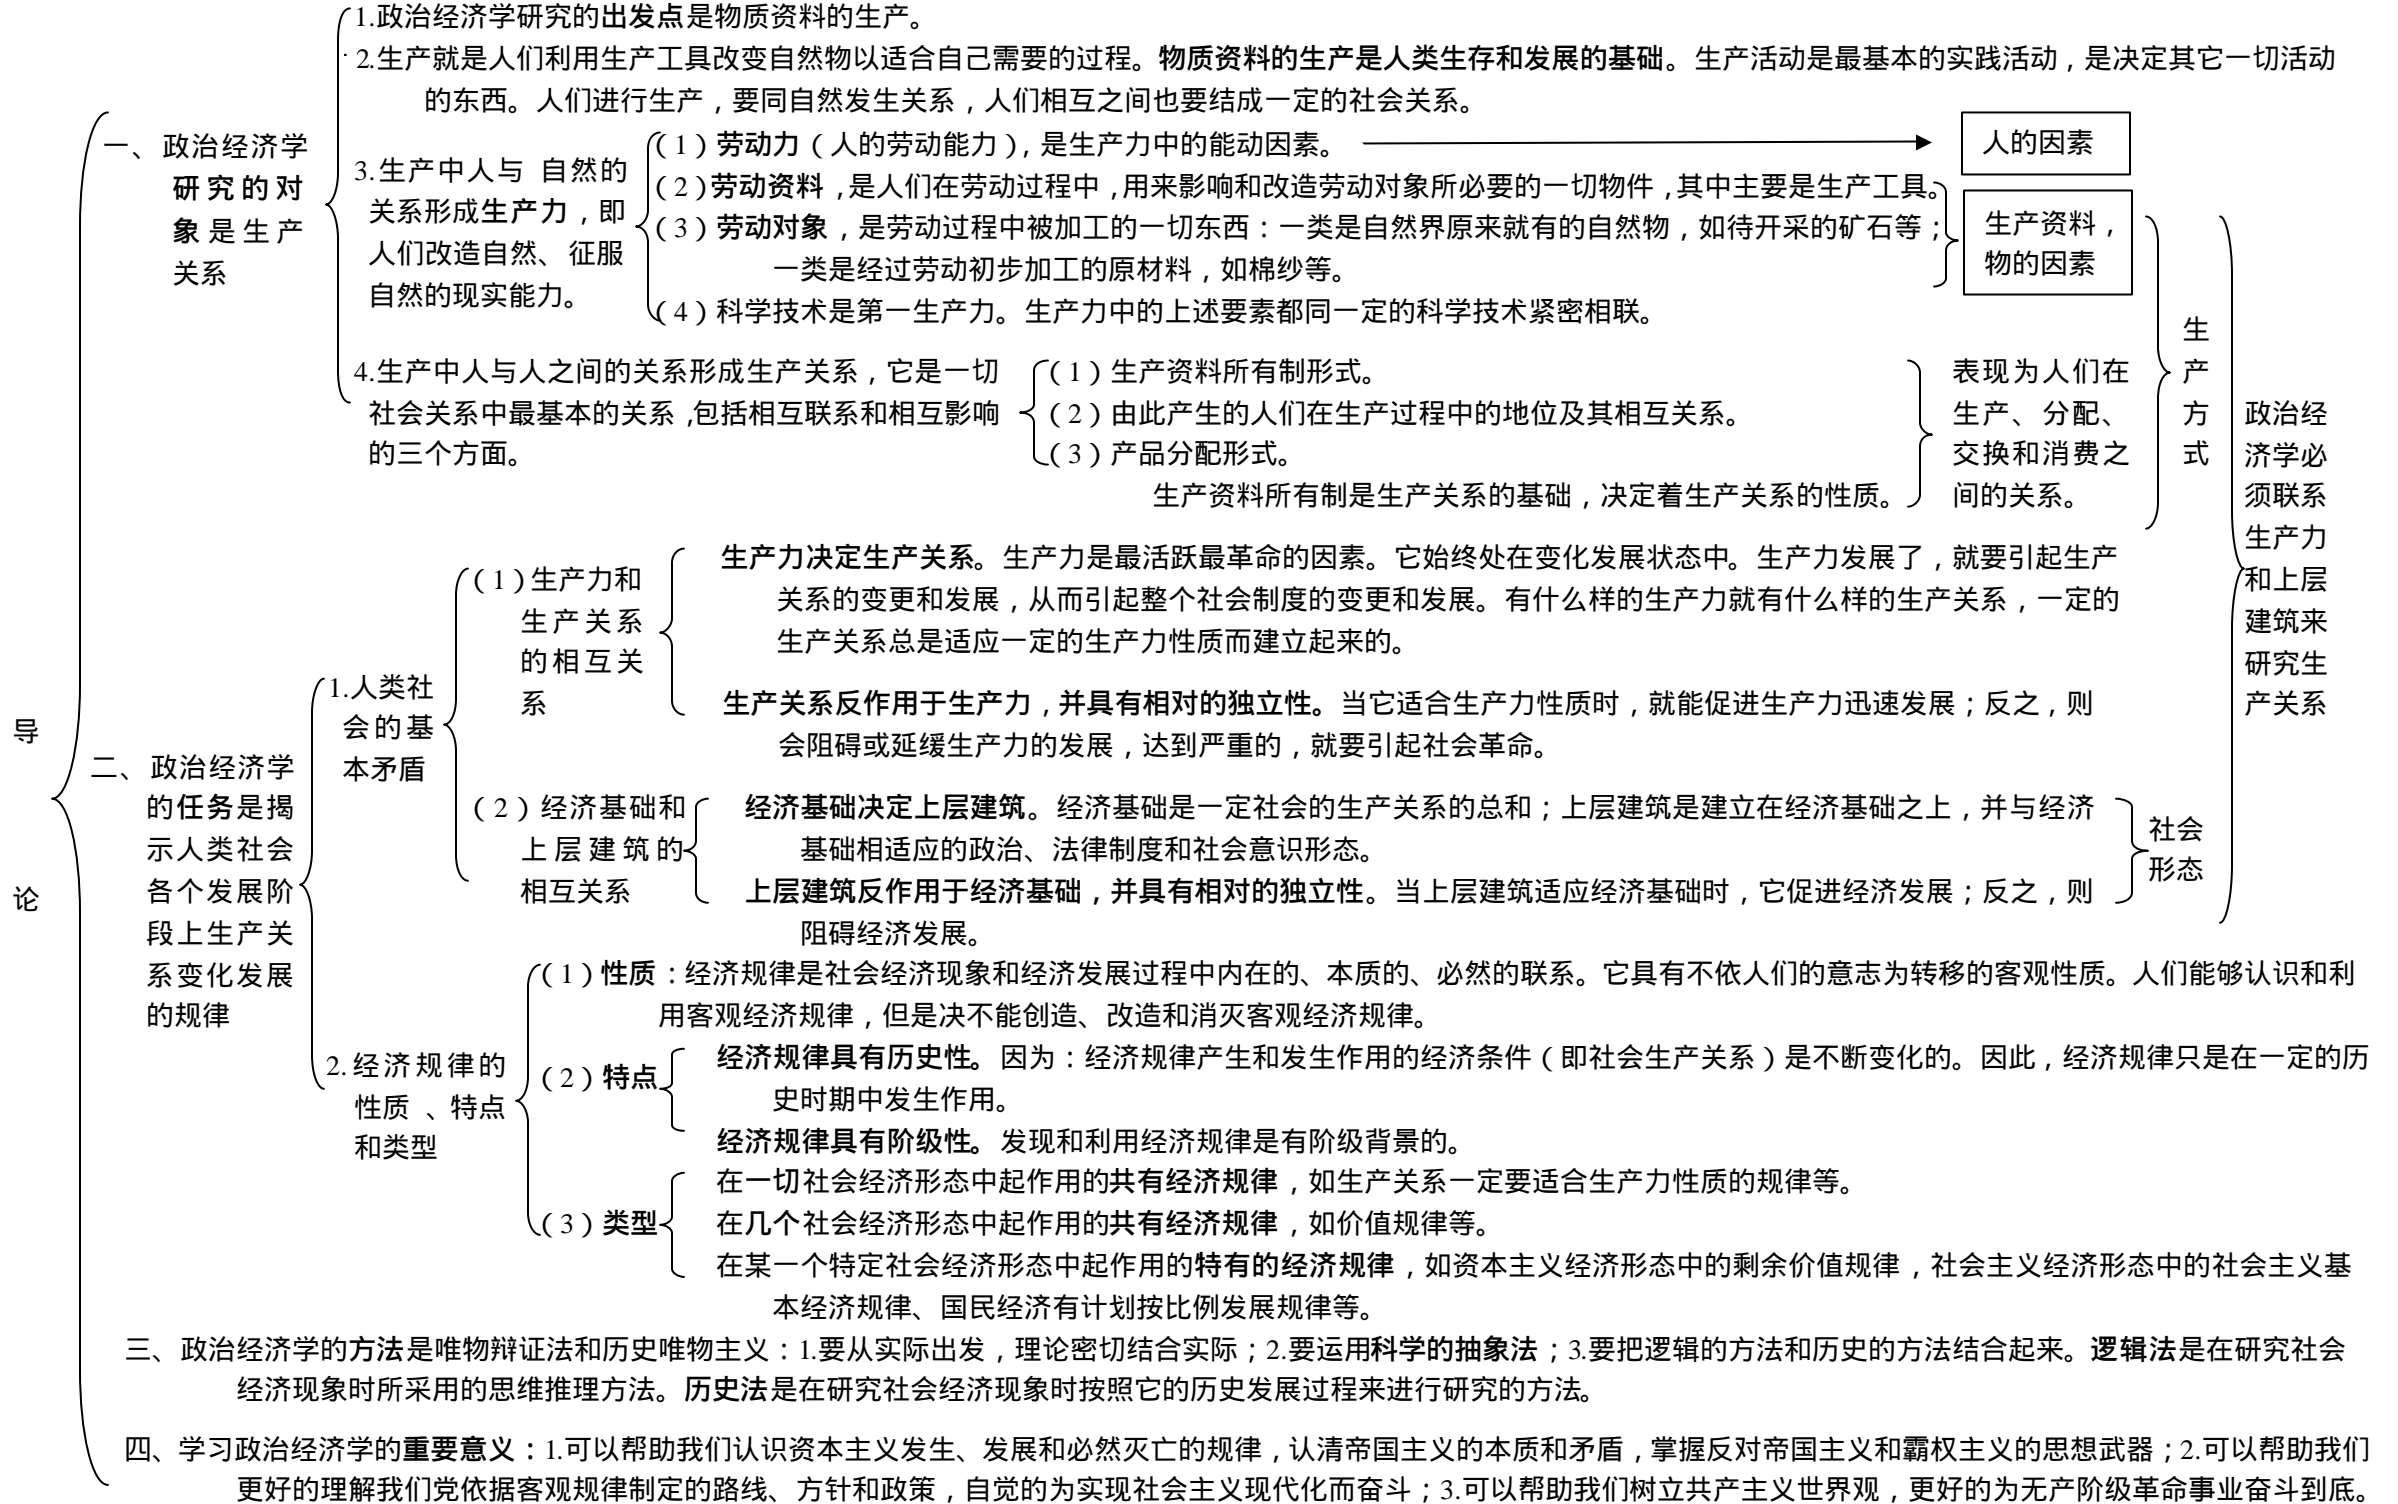 导
论
一、政治经济学
研究的对
象是生产
关系
1.政治经济学研究的出发点是物质资料的生产。
2.生产就是人们利用生产工具改变自然物以适合自己需要的过程。物质资料的生产是人类生存和发展的基础。生产活动是最基本的实践活动，是决定其它一切活动
的东西。人们进行生产，要同自然发生关系，人们相互之间也要结成一定的社会关系。
3.生产中人与 自然的
关系形成生产力，即
人们改造自然、征服
自然的现实能力。
（1）劳动力（人的劳动能力），是生产力中的能动因素。
（2）劳动资料，是人们在劳动过程中，用来影响和改造劳动对象所必要的一切物件，其中主要是生产工具。
（3）劳动对象，是劳动过程中被加工的一切东西：一类是自然界原来就有的自然物，如待开采的矿石等；
一类是经过劳动初步加工的原材料，如棉纱等。
（4）科学技术是第一生产力。生产力中的上述要素都同一定的科学技术紧密相联。
人的因素
生产资料，
物的因素
4.生产中人与人之间的关系形成生产关系，它是一切
社会关系中最基本的关系，包括相互联系和相互影响
的三个方面。
（1）生产资料所有制形式。
（2）由此产生的人们在生产过程中的地位及其相互关系。
（3）产品分配形式。
生产资料所有制是生产关系的基础，决定着生产关系的性质。
表现为人们在
生产、分配、
交换和消费之
间的关系。
生
产
方
式
政治经
济学必
须联系
生产力
和上层
建筑来
研究生
产关系
二、政治经济学
的任务是揭
示人类社会
各个发展阶
段上生产关
系变化发展
的规律
1.人类社
会的基
本矛盾
（1）生产力和
生产关系
的相互关
系
生产力决定生产关系。生产力是最活跃最革命的因素。它始终处在变化发展状态中。生产力发展了，就要引起生产
关系的变更和发展，从而引起整个社会制度的变更和发展。有什么样的生产力就有什么样的生产关系，一定的
生产关系总是适应一定的生产力性质而建立起来的。
生产关系反作用于生产力，并具有相对的独立性。当它适合生产力性质时，就能促进生产力迅速发展；反之，则
会阻碍或延缓生产力的发展，达到严重的，就要引起社会革命。
（2）经济基础和
上层建筑的
相互关系
经济基础决定上层建筑。经济基础是一定社会的生产关系的总和；上层建筑是建立在经济基础之上，并与经济
基础相适应的政治、法律制度和社会意识形态。
上层建筑反作用于经济基础，并具有相对的独立性。当上层建筑适应经济基础时，它促进经济发展；反之，则
阻碍经济发展。
社会
形态
2.经济规律的
性质 、特点
和类型
（1）性质：经济规律是社会经济现象和经济发展过程中内在的、本质的、必然的联系。它具有不依人们的意志为转移的客观性质。人们能够认识和利
用客观经济规律，但是决不能创造、改造和消灭客观经济规律。
（2）特点
经济规律具有历史性。因为：经济规律产生和发生作用的经济条件（即社会生产关系）是不断变化的。因此，经济规律只是在一定的历
史时期中发生作用。
经济规律具有阶级性。发现和利用经济规律是有阶级背景的。
（3）类型
在一切社会经济形态中起作用的共有经济规律，如生产关系一定要适合生产力性质的规律等。
在几个社会经济形态中起作用的共有经济规律，如价值规律等。
在某一个特定社会经济形态中起作用的特有的经济规律，如资本主义经济形态中的剩余价值规律，社会主义经济形态中的社会主义基
本经济规律、国民经济有计划按比例发展规律等。
三、政治经济学的方法是唯物辩证法和历史唯物主义：1.要从实际出发，理论密切结合实际；2.要运用科学的抽象法；3.要把逻辑的方法和历史的方法结合起来。逻辑法是在研究社会
经济现象时所采用的思维推理方法。历史法是在研究社会经济现象时按照它的历史发展过程来进行研究的方法。
四、学习政治经济学的重要意义：1.可以帮助我们认识资本主义发生、发展和必然灭亡的规律，认清帝国主义的本质和矛盾，掌握反对帝国主义和霸权主义的思想武器；2.可以帮助我们
更好的理解我们党依据客观规律制定的路线、方针和政策，自觉的为实现社会主义现代化而奋斗；3.可以帮助我们树立共产主义世界观，更好的为无产阶级革命事业奋斗到底。